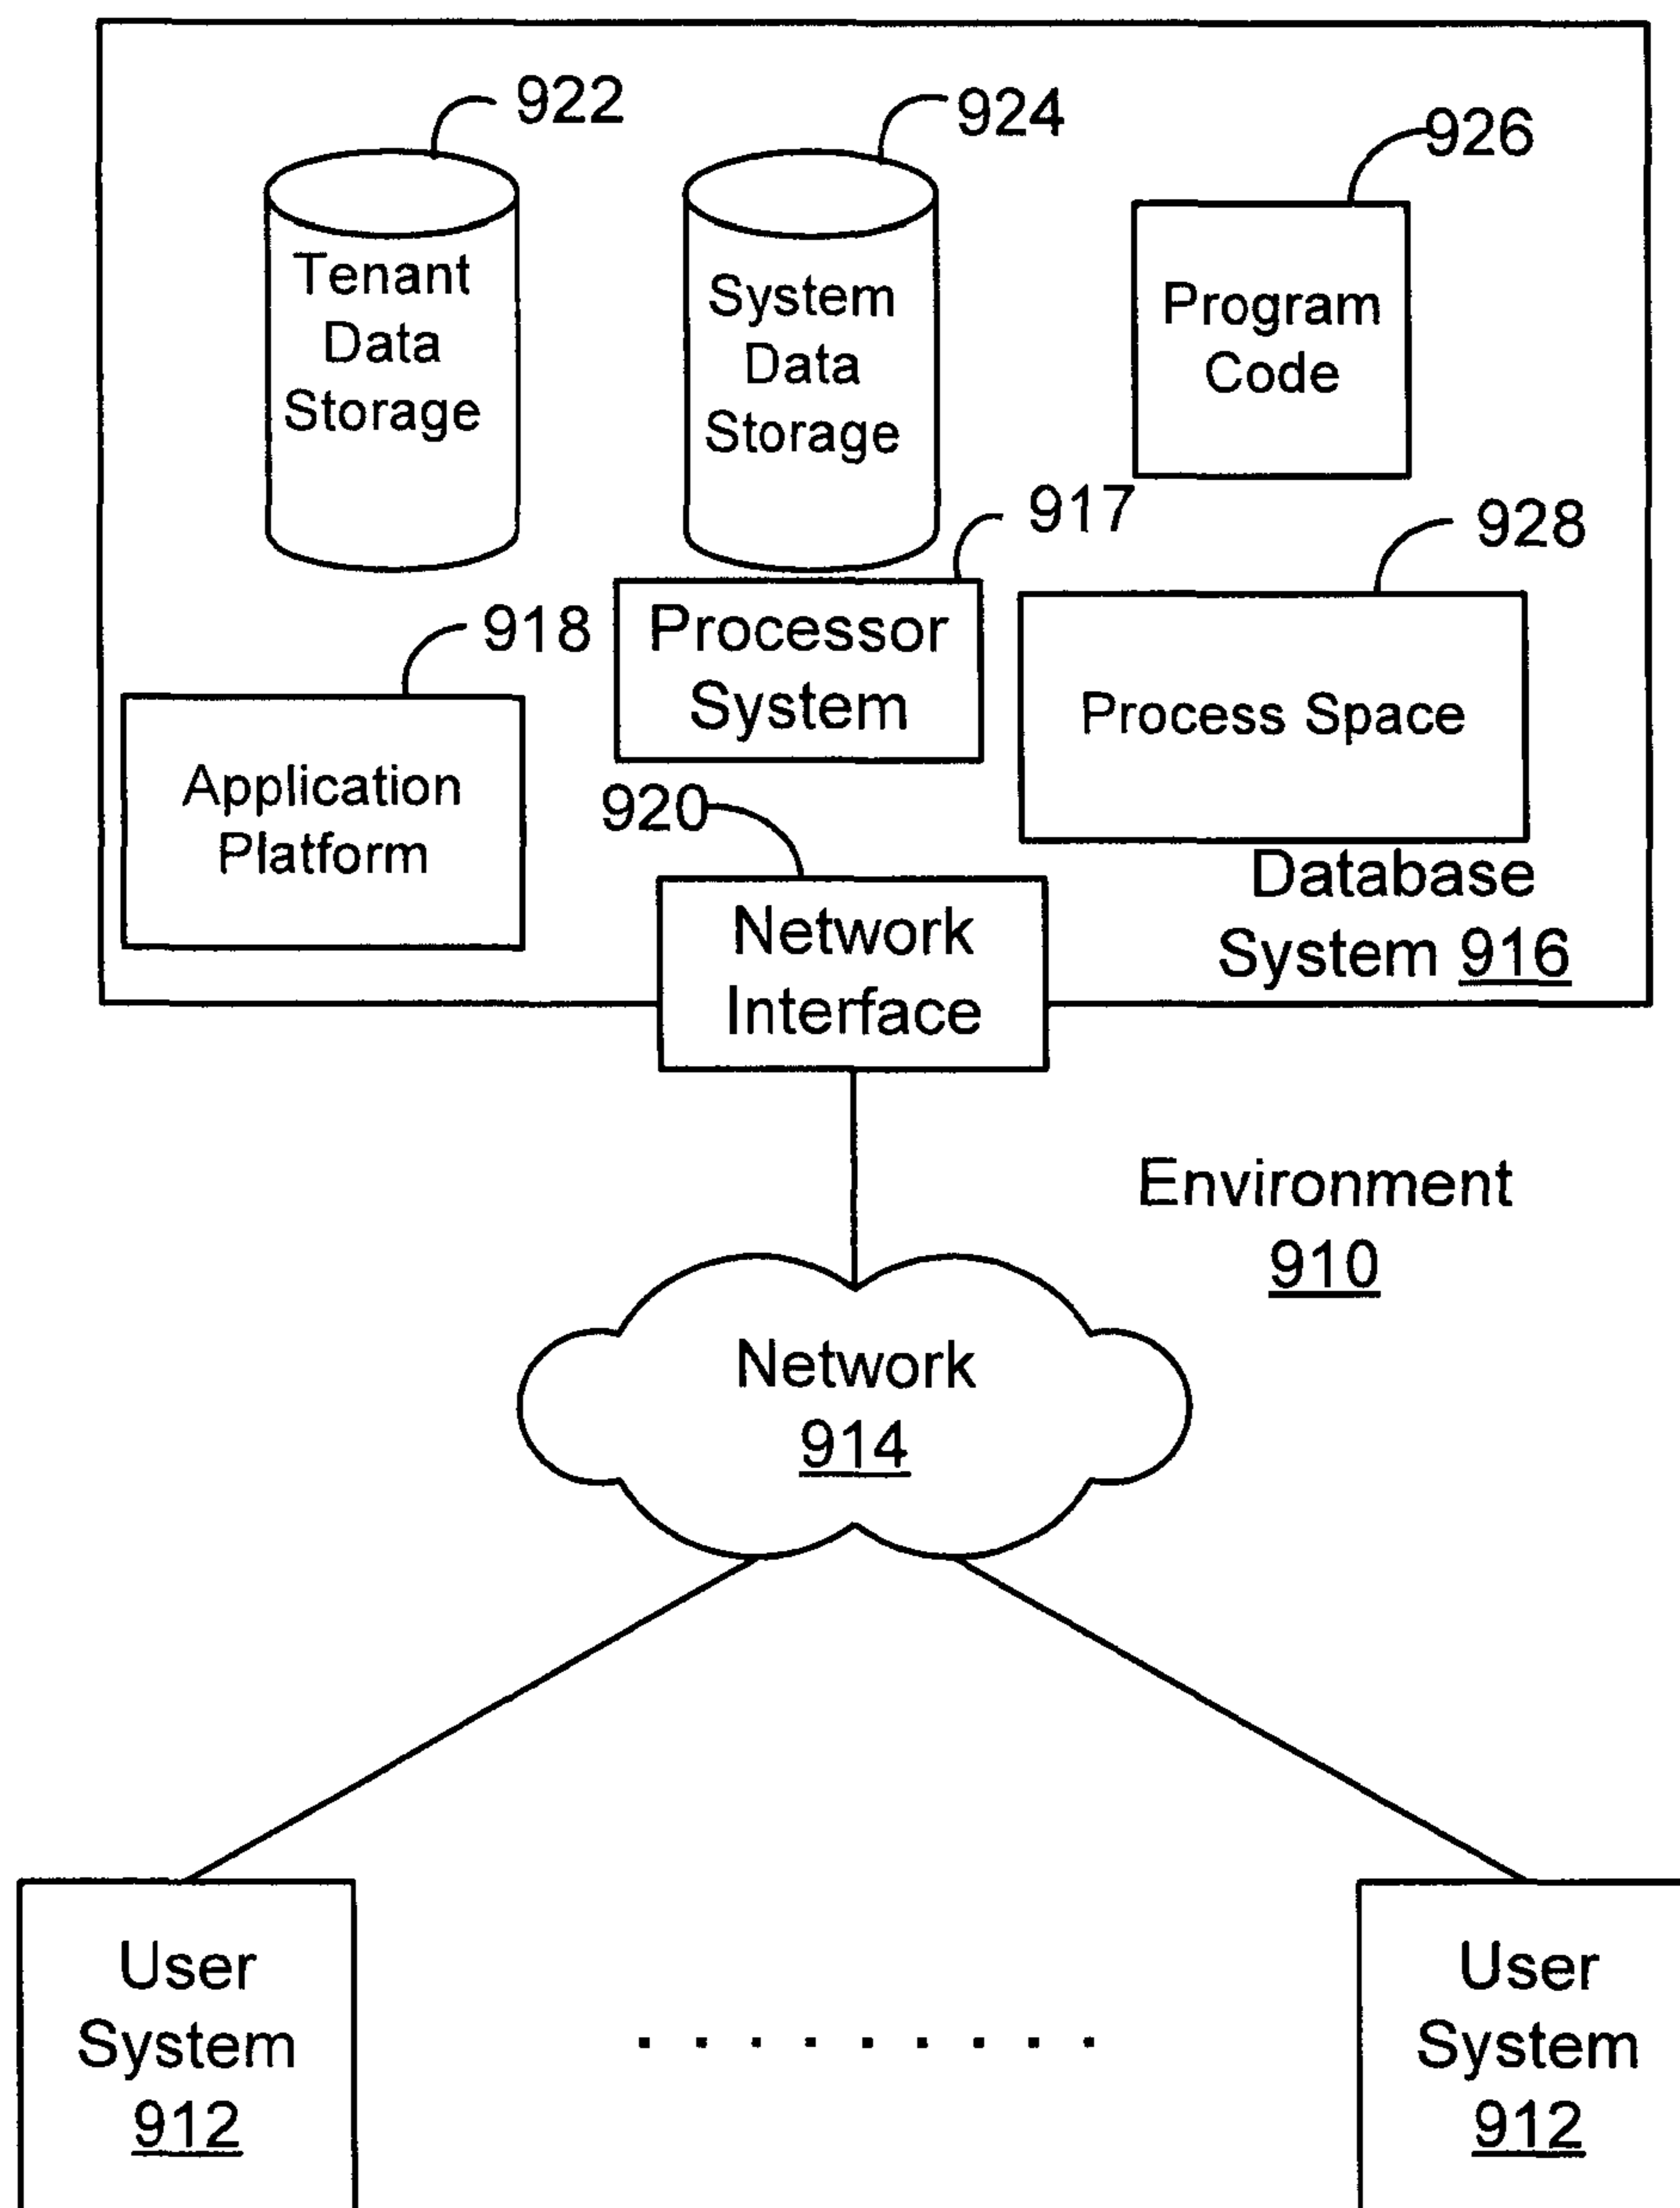 922
924
926
Tenant
Data
Storage
System
Data
Storage
Program
Code
917
928
918
Processor
System
Process Space
Application
Platform
920
Database
System 916
Network
Interface
Environment
910
Network
914
User
System
912
. . . . . . . . .
User
System
912